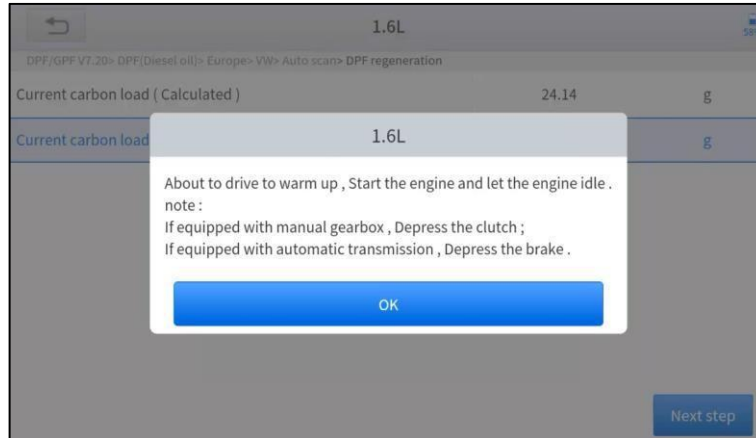 1.6L
58%
DPF/GPF V7.20> DPF(Diesel oil)> Europe> VW> Auto scan> DPF regeneration
Current carbon load ( Calculated ) 24.14 g
Current carbon load g
1.6L
About to drive to warm up , Start the engine and let the engine idle .
note :
If equipped with manual gearbox , Depress the clutch ;
If equipped with automatic transmission , Depress the brake .
OK
Next step